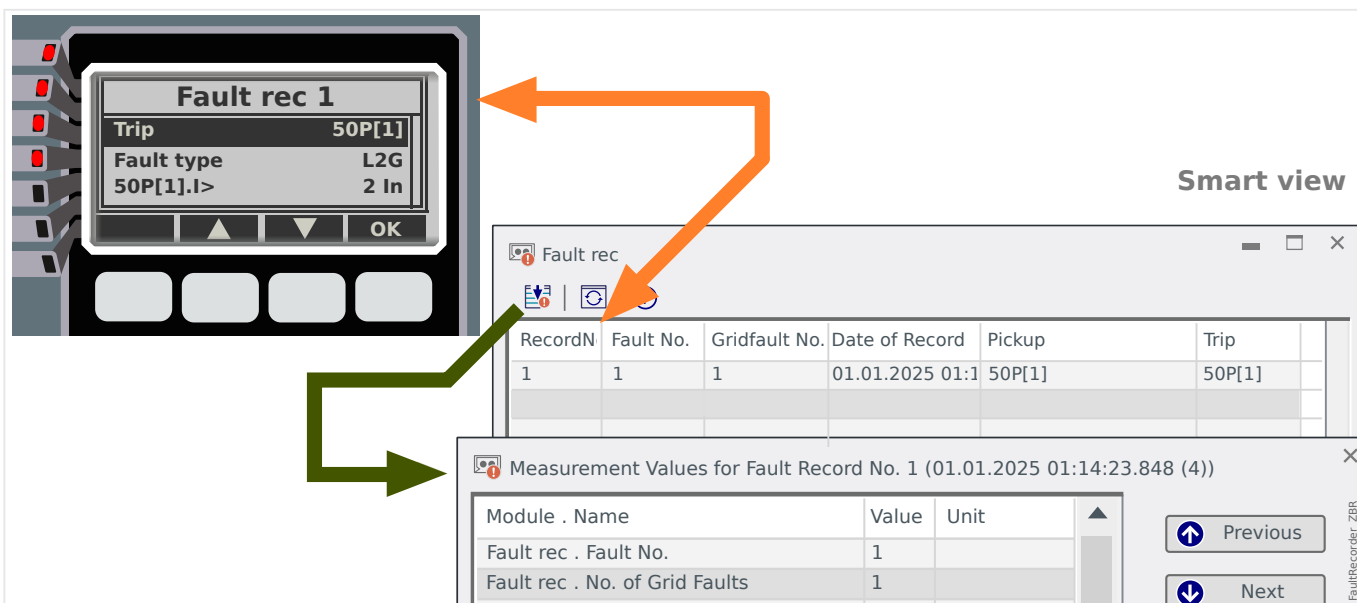 Fault rec 1
Trip 50P[1]
Fault type L2G
50P[1].I> 2 In
OK
Smart view
Fault rec
RecordN Fault No. Gridfault No. Date of Record Pickup Trip
1 1 1 01.01.2025 01:1 50P[1] 50P[1]
Measurement Values for Fault Record No. 1 (01.01.2025 01:14:23.848 (4))
Module . Name Value Unit
Fault rec . Fault No. 1
Fault rec . No. of Grid Faults 1
Previous
Next
FaultRecorder_ZBR